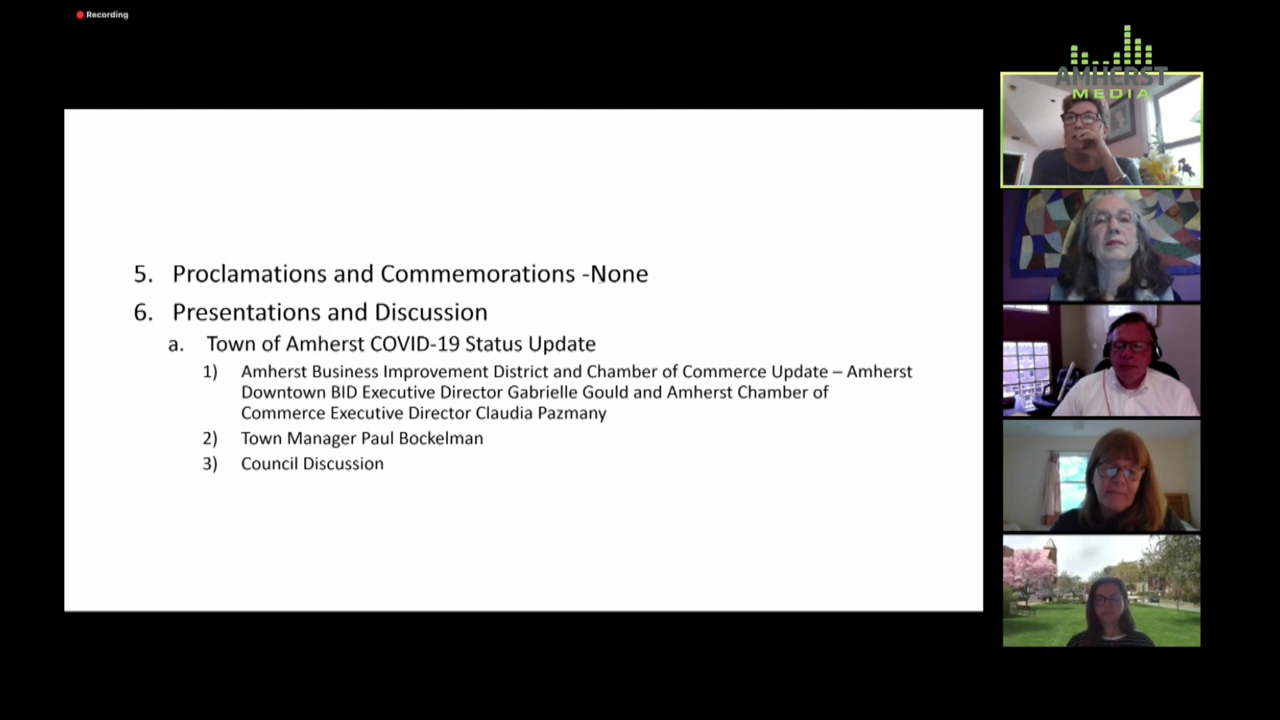 Recording
AMHERST
MEDIA
5. Proclamations and Commemorations -None
6. Presentations and Discussion
a. Town of Amherst COVID-19 Status Update
1) Amherst Business Improvement District and Chamber of Commerce Update – Amherst
Downtown BID Executive Director Gabrielle Gould and Amherst Chamber of
Commerce Executive Director Claudia Pazmany
2) Town Manager Paul Bockelman
3) Council Discussion